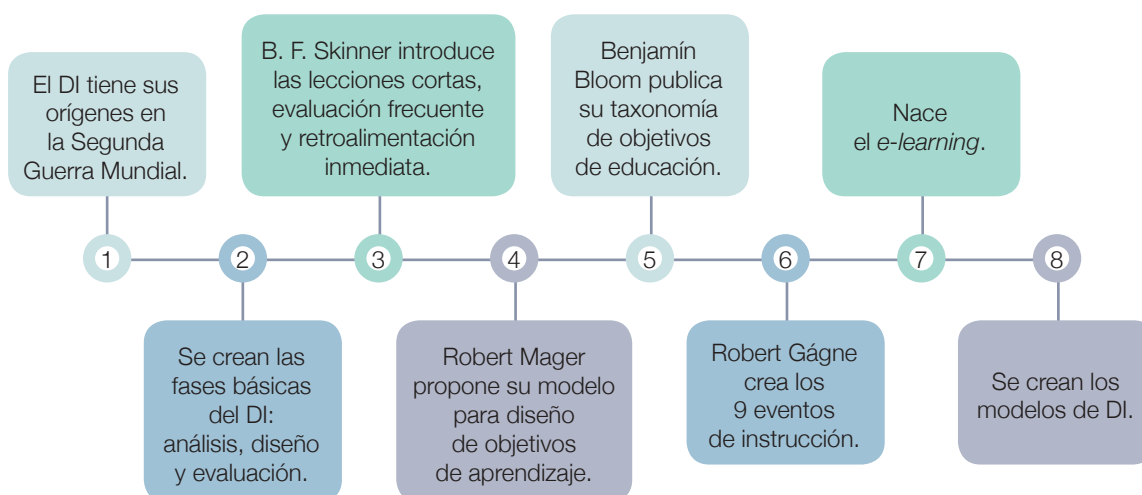 El DI tiene sus
orígenes en
la Segunda
Guerra Mundial.
B. F. Skinner introduce
las lecciones cortas,
evaluación frecuente
y retroalimentación
inmediata.
Benjamín
Bloom publica
su taxonomía
de objetivos
de educación.
Nace
el e-learning.
1
2
3
4
5
6
7
8
Se crean las
fases básicas
del DI:
análisis, diseño
y evaluación.
Robert Mager
propone su modelo
para diseño
de objetivos
de aprendizaje.
Robert Gágne
crea los
9 eventos
de instrucción.
Se crean los
modelos de DI.